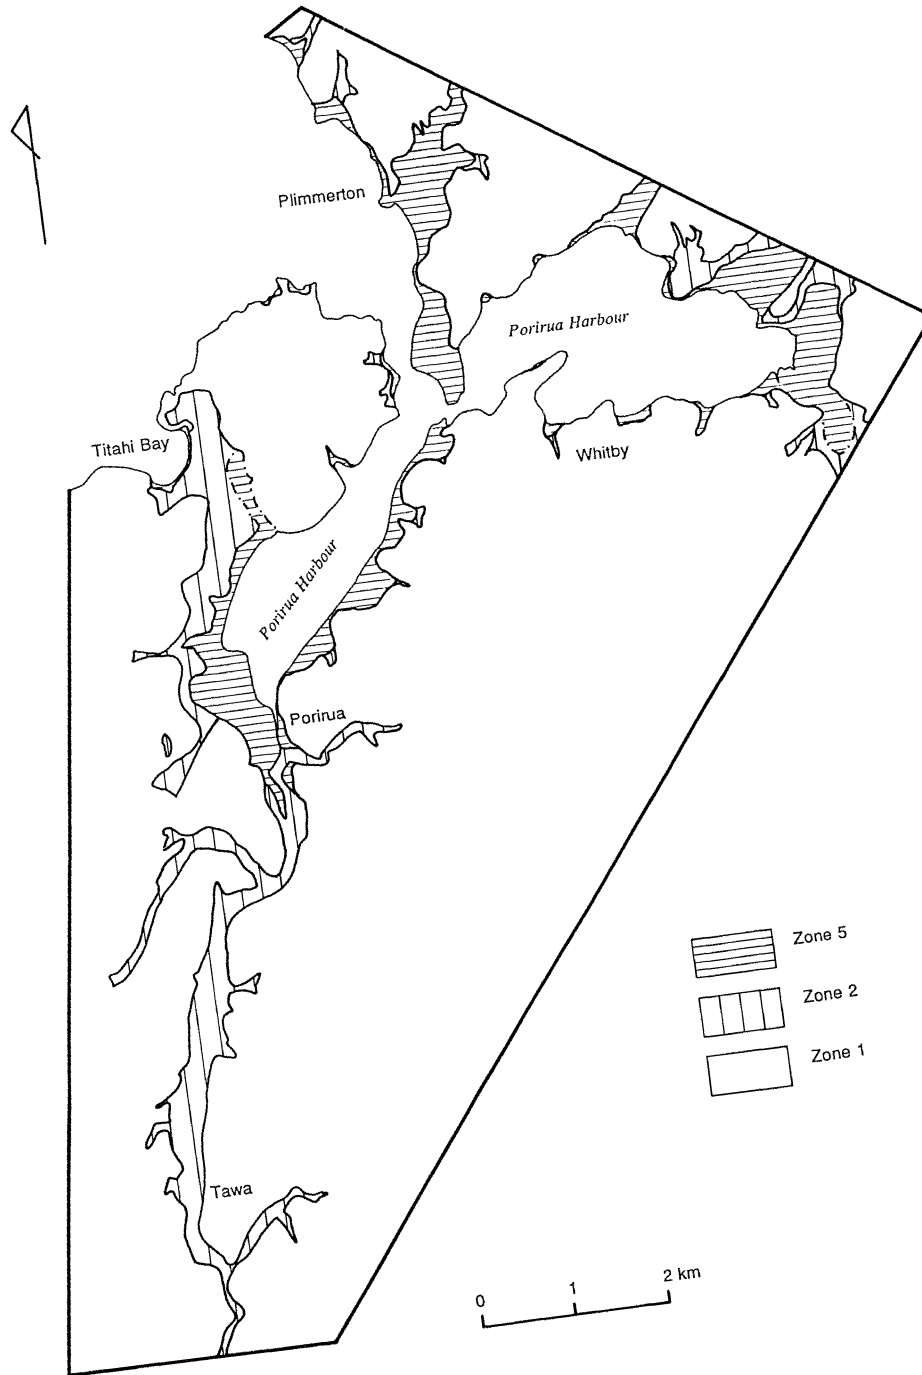 Plimmerton
Porirua Harbour
Titahi Bay
Whitby
Porirua Harbour
Porirua
Zone 5
Zone 2
Zone 1
Tawa
0 1 2 km